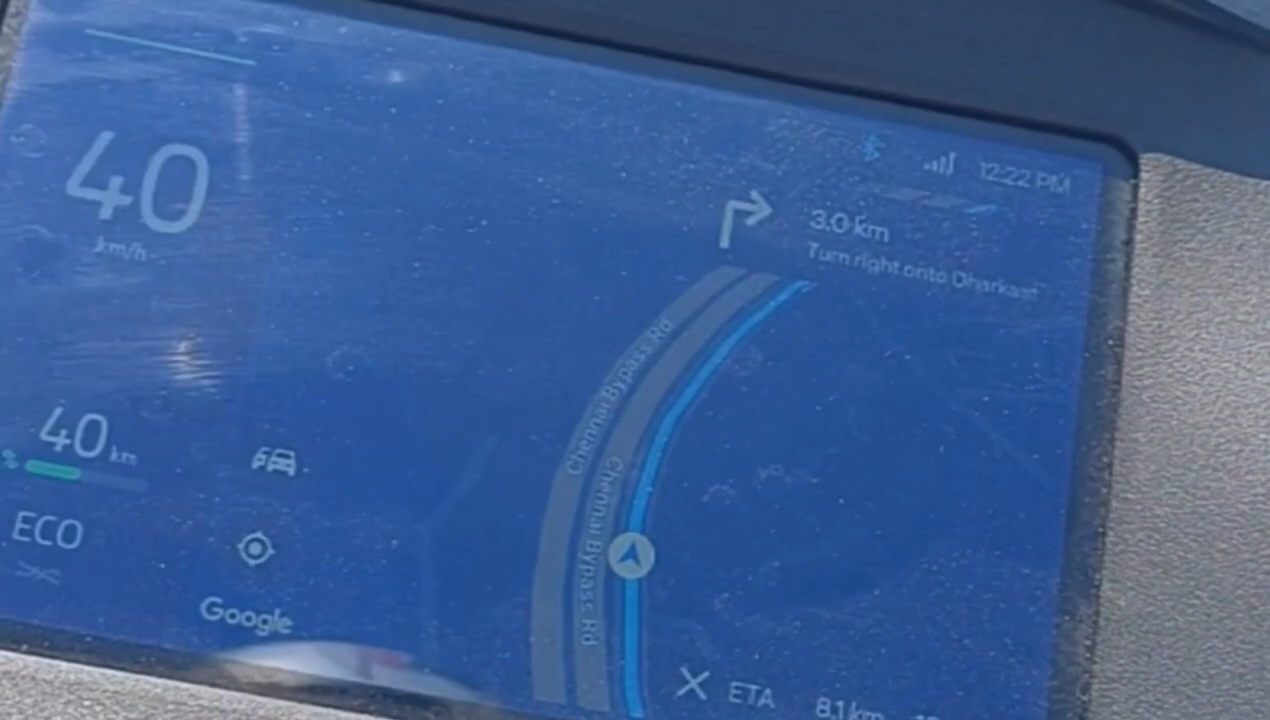 12:22 PM
40
km/h
3.0 km
Turn right onto
Chennai Bypass Rd
Chennai Bypass Rd
40 km
ECO
Google
ETA 8.1 km